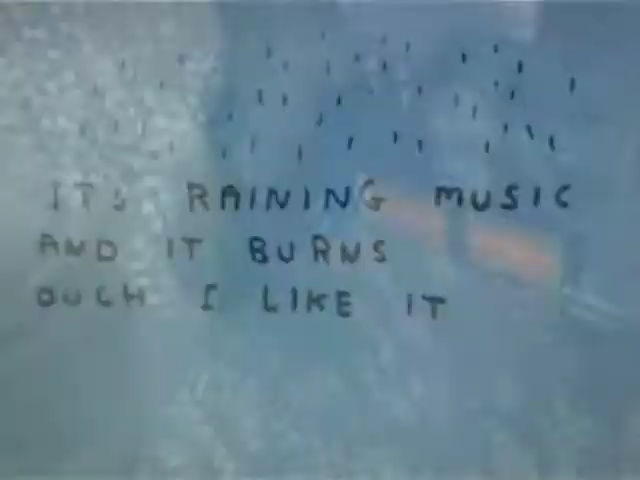 ITS RAINING MUSIC
AND IT BURNS
OUCH I LIKE IT